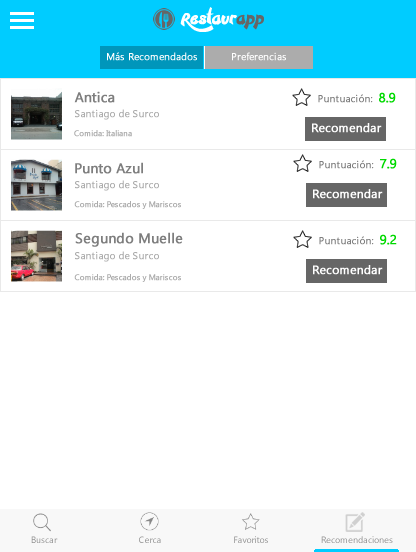 Restaurapp
Más Recomendados
Preferencias
Antica
Santiago de Surco
Comida: Italiana
Puntuación: 8.9
Recomendar
Punto Azul
Santiago de Surco
Comida: Pescados y Mariscos
Puntuación: 7.9
Recomendar
Segundo Muelle
Santiago de Surco
Comida: Pescados y Mariscos
Puntuación: 9.2
Recomendar
Buscar
Cerca
Favoritos
Recomendaciones